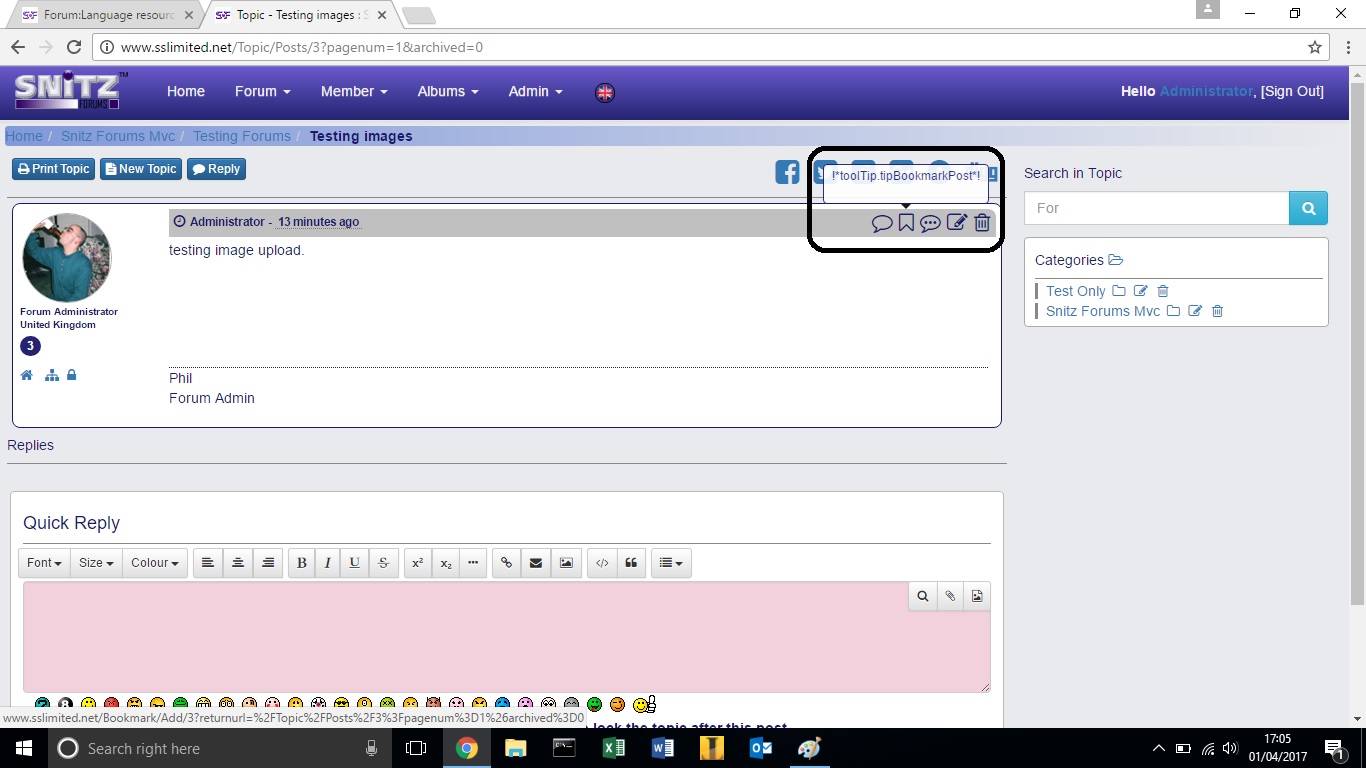 Forum:Language resourc
Topic - Testing images : S
www.sslimited.net/Topic/Posts/3?pagenum=1&archived=0
SNiTZ™ FORUMS
Home Forum Member Albums Admin
Hello Administrator, [Sign Out]
Home / Snitz Forums Mvc / Testing Forums / Testing images
Print Topic New Topic Reply
!*toolTip.tipBookmarkPost*!
Administrator - 13 minutes ago
testing image upload.
Forum Administrator
United Kingdom
3
Phil
Forum Admin
Search in Topic
For
Categories
Test Only
Snitz Forums Mvc
Replies
Quick Reply
Font Size Colour B I U S x² x₂ ••• </>
www.sslimited.net/Bookmark/Add/3?returnurl=%2FTopic%2FPosts%2F3%3Fpagenum%3D1%26archived%3D0
lock the topic after this post
Search right here
17:05
01/04/2017
1